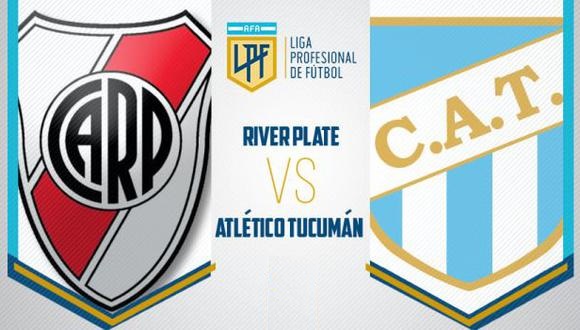 CARP
AFA
LPF
LIGA
PROFESIONAL
DE FÚTBOL
RIVER PLATE
VS
ATLÉTICO TUCUMÁN
C.A.T.